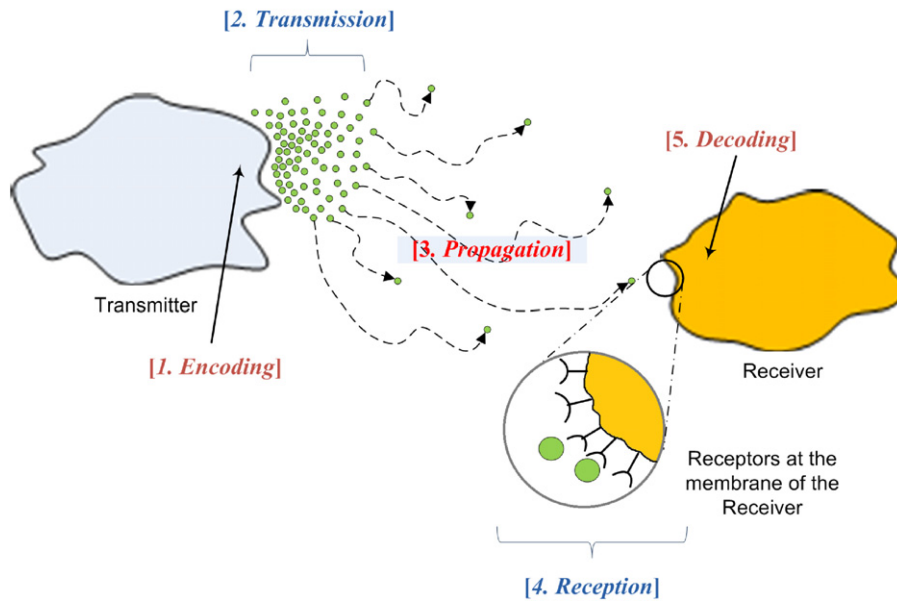 [2. Transmission]
[5. Decoding]
[3. Propagation]
Transmitter
[1. Encoding]
Receiver
Receptors at the
membrane of the
Receiver
[4. Reception]